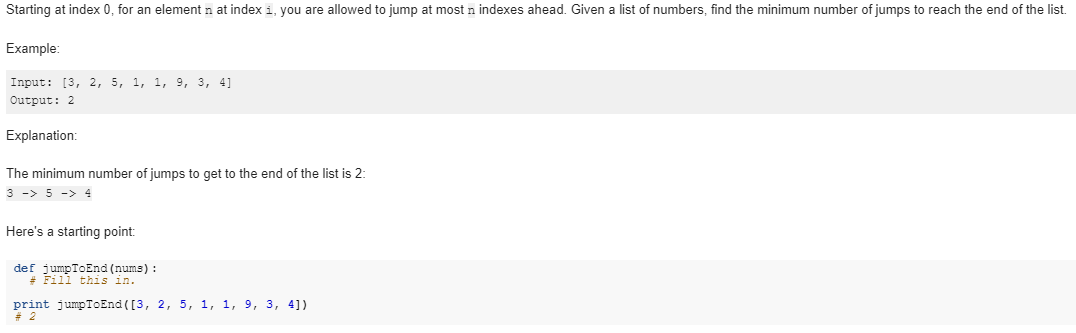 Starting at index 0, for an element n at index i, you are allowed to jump at most n indexes ahead. Given a list of numbers, find the minimum number of jumps to reach the end of the list.
Example:
Input: [3, 2, 5, 1, 1, 9, 3, 4]
Output: 2
Explanation:
The minimum number of jumps to get to the end of the list is 2:
3 -> 5 -> 4
Here's a starting point:
def jumpToEnd(nums):
# Fill this in.
print jumpToEnd([3, 2, 5, 1, 1, 9, 3, 4])
# 2